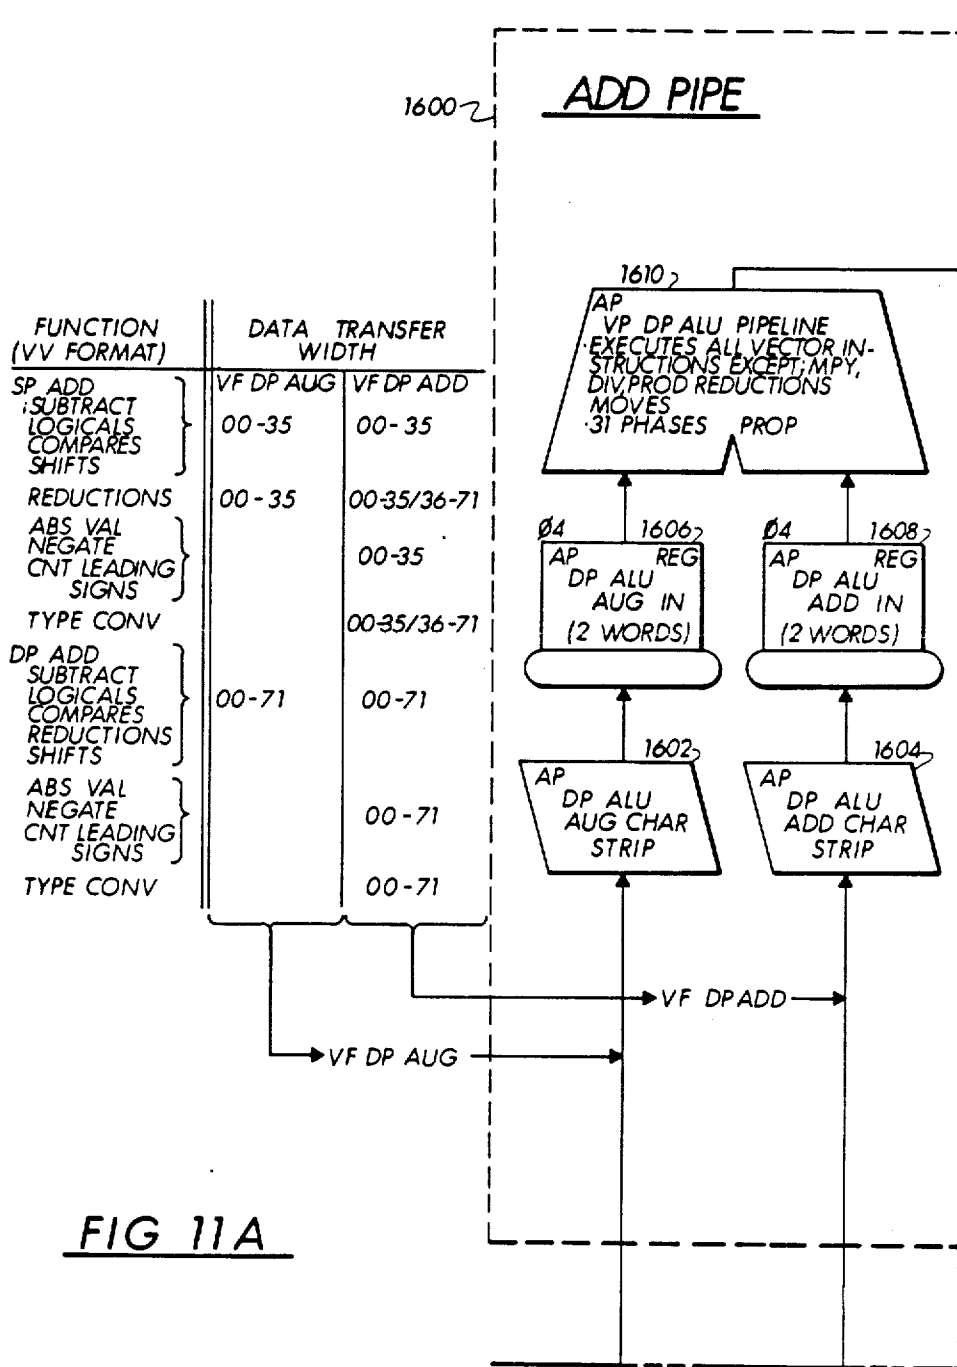 ADD PIPE
1600
1610
AP
VP DP ALU PIPELINE
·EXECUTES ALL VECTOR IN-
STRUCTIONS EXCEPT; MPY,
DIV, PROD REDUCTIONS
MOVES
·31 PHASES PROP
FUNCTION
(VV FORMAT)
DATA TRANSFER
WIDTH
VF DP AUG VF DP ADD
SP ADD
SUBTRACT
LOGICALS
COMPARES
SHIFTS
00-35 00-35
REDUCTIONS 00-35 00-35/36-71
ABS VAL
NEGATE
CNT LEADING
SIGNS
00-35
TYPE CONV 00-35/36-71
DP ADD
SUBTRACT
LOGICALS
COMPARES
REDUCTIONS
SHIFTS
00-71 00-71
ABS VAL
NEGATE
CNT LEADING
SIGNS
00-71
TYPE CONV 00-71
Ø4 1606
AP REG
DP ALU
AUG IN
(2 WORDS)
Ø4 1608
AP REG
DP ALU
ADD IN
(2 WORDS)
1602
AP
DP ALU
AUG CHAR
STRIP
1604
AP
DP ALU
ADD CHAR
STRIP
VF DP ADD
VF DP AUG
FIG 11A